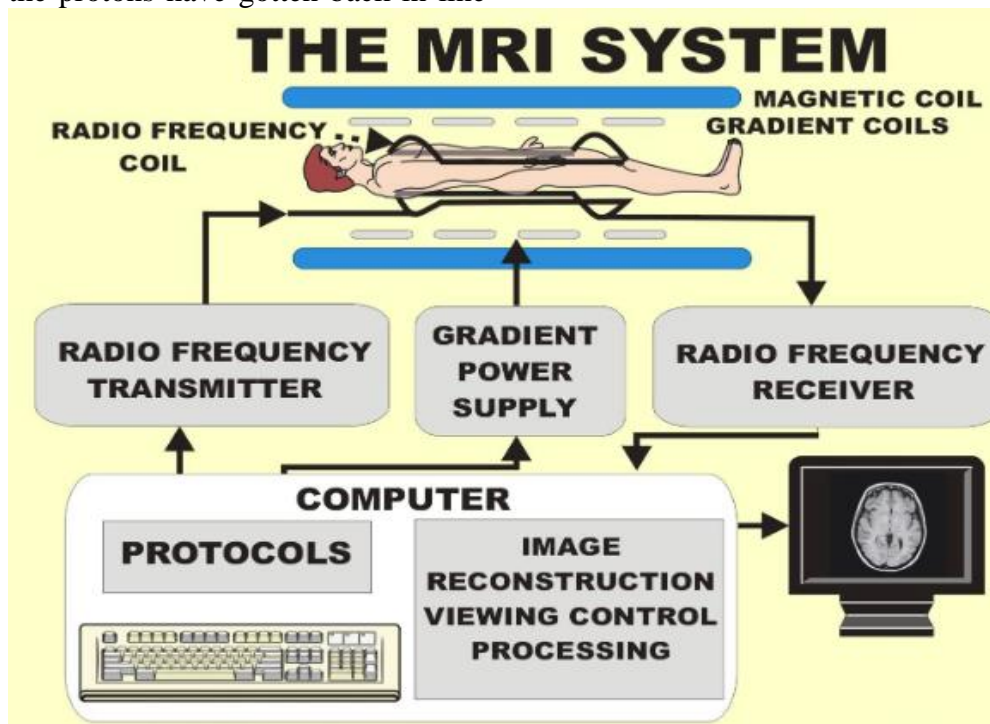 the protons have gotten back in line
THE MRI SYSTEM
MAGNETIC COIL
GRADIENT COILS
RADIO FREQUENCY
COIL
RADIO FREQUENCY
TRANSMITTER
GRADIENT
POWER
SUPPLY
RADIO FREQUENCY
RECEIVER
COMPUTER
PROTOCOLS
IMAGE
RECONSTRUCTION
VIEWING CONTROL
PROCESSING